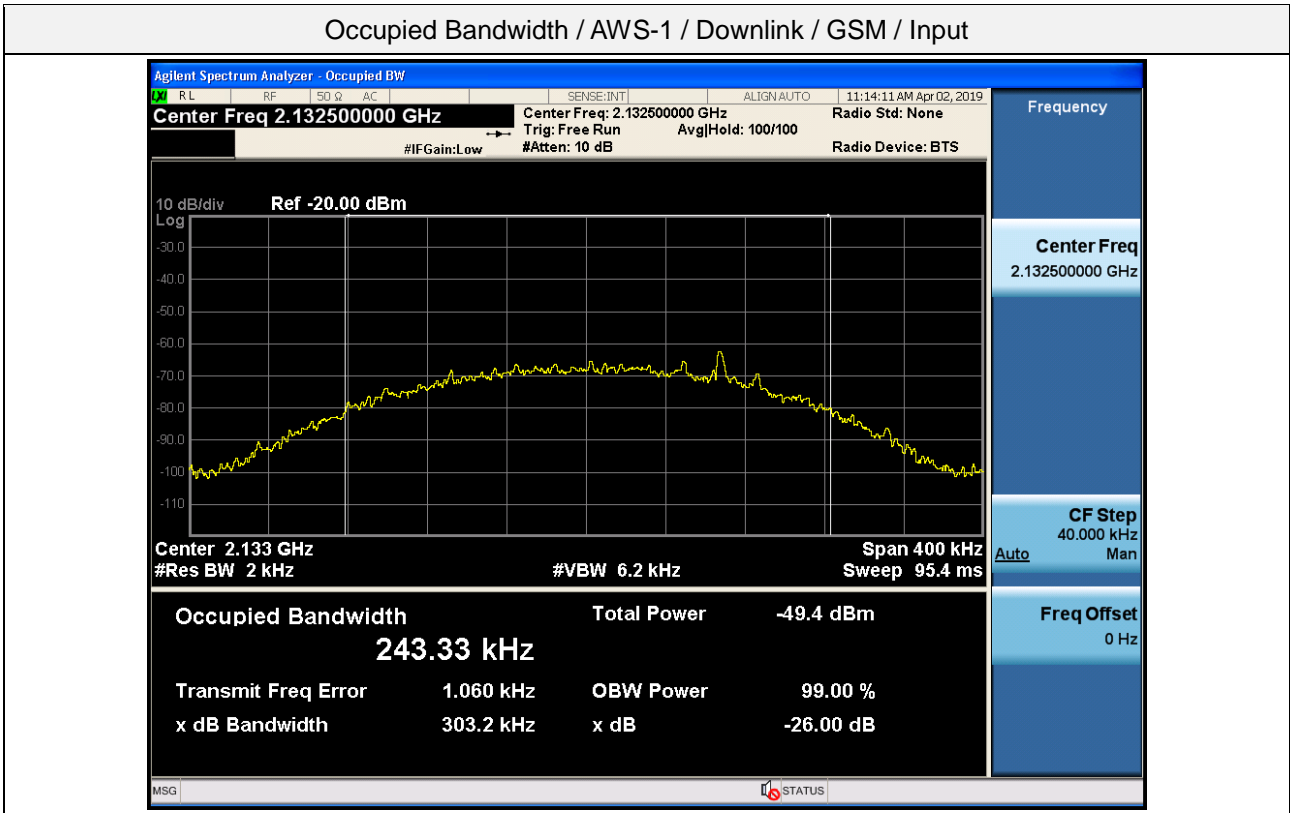 Occupied Bandwidth / AWS-1 / Downlink / GSM / Input
Agilent Spectrum Analyzer - Occupied BW
LXI RL RF 50 Ω AC SENSE:INT ALIGN AUTO 11:14:11 AM Apr 02, 2019
Center Freq 2.132500000 GHz
Center Freq: 2.132500000 GHz Radio Std: None
Trig: Free Run Avg|Hold: 100/100
#IFGain:Low #Atten: 10 dB Radio Device: BTS
10 dB/div Ref -20.00 dBm
Log
-30.0
-40.0
-50.0
-60.0
-70.0
-80.0
-90.0
-100
-110
Center 2.133 GHz Span 400 kHz
#Res BW 2 kHz #VBW 6.2 kHz Sweep 95.4 ms
Occupied Bandwidth Total Power -49.4 dBm
243.33 kHz
Transmit Freq Error 1.060 kHz OBW Power 99.00 %
x dB Bandwidth 303.2 kHz x dB -26.00 dB
MSG STATUS
Frequency
Center Freq
2.132500000 GHz
CF Step
40.000 kHz
Auto Man
Freq Offset
0 Hz